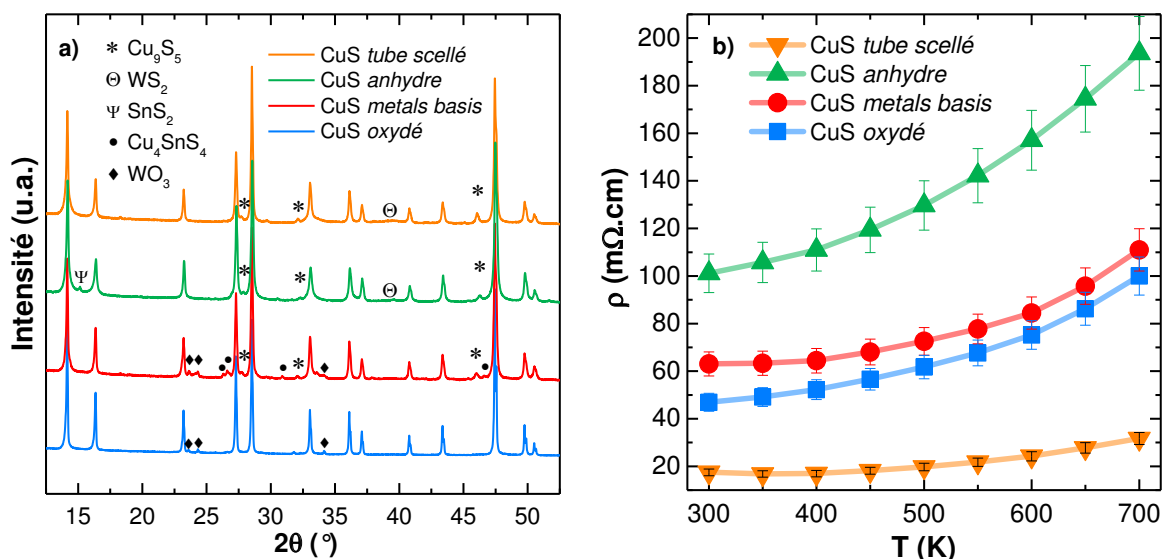 a)
* Cu9S5
Θ WS2
Ψ SnS2
• Cu4SnS4
♦ WO3
CuS tube scellé
CuS anhydre
CuS metals basis
CuS oxydé
* * Θ *
Ψ * * Θ *
♦ ♦ • • * • * ♦ * •
♦ ♦ ♦
Intensité (u.a.)
15 20 25 30 35 40 45 50
2θ (°)
b)
CuS tube scellé
CuS anhydre
CuS metals basis
CuS oxydé
ρ (mΩ.cm)
200
180
160
140
120
100
80
60
40
20
300 400 500 600 700
T (K)